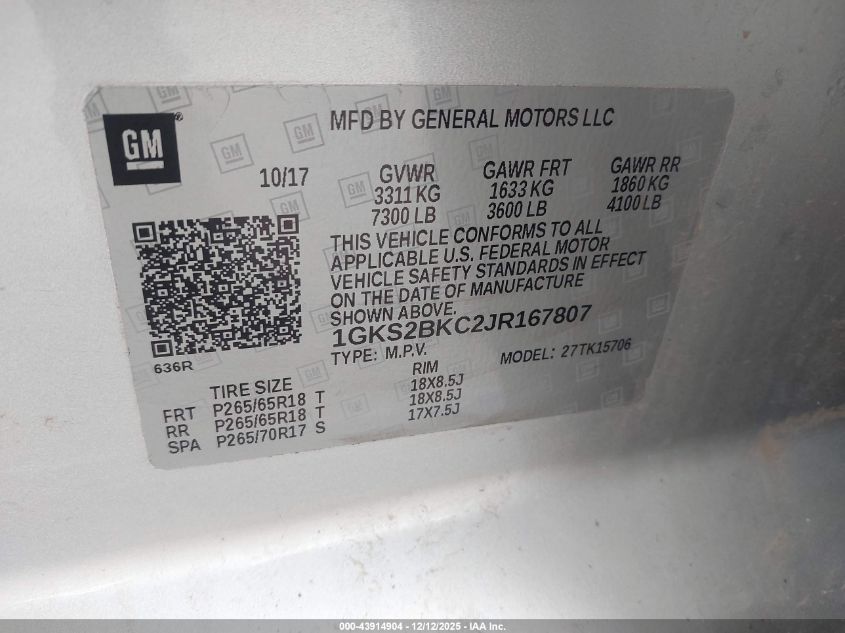 GM
®
MFD BY GENERAL MOTORS LLC
10/17 GVWR GAWR FRT GAWR RR
3311 KG 1633 KG 1860 KG
7300 LB 3600 LB 4100 LB
THIS VEHICLE CONFORMS TO ALL
APPLICABLE U.S. FEDERAL MOTOR
VEHICLE SAFETY STANDARDS IN EFFECT
ON THE DATE OF MANUFACTURE
SHOWN ABOVE.
1GKS2BKC2JR167807
636R
TYPE: M.P.V. MODEL: 27TK15706
TIRE SIZE RIM
FRT P265/65R18 T 18X8.5J
RR P265/65R18 T 18X8.5J
SPA P265/70R17 S 17X7.5J
000-43914904 - 12/12/2025 - IAA Inc.